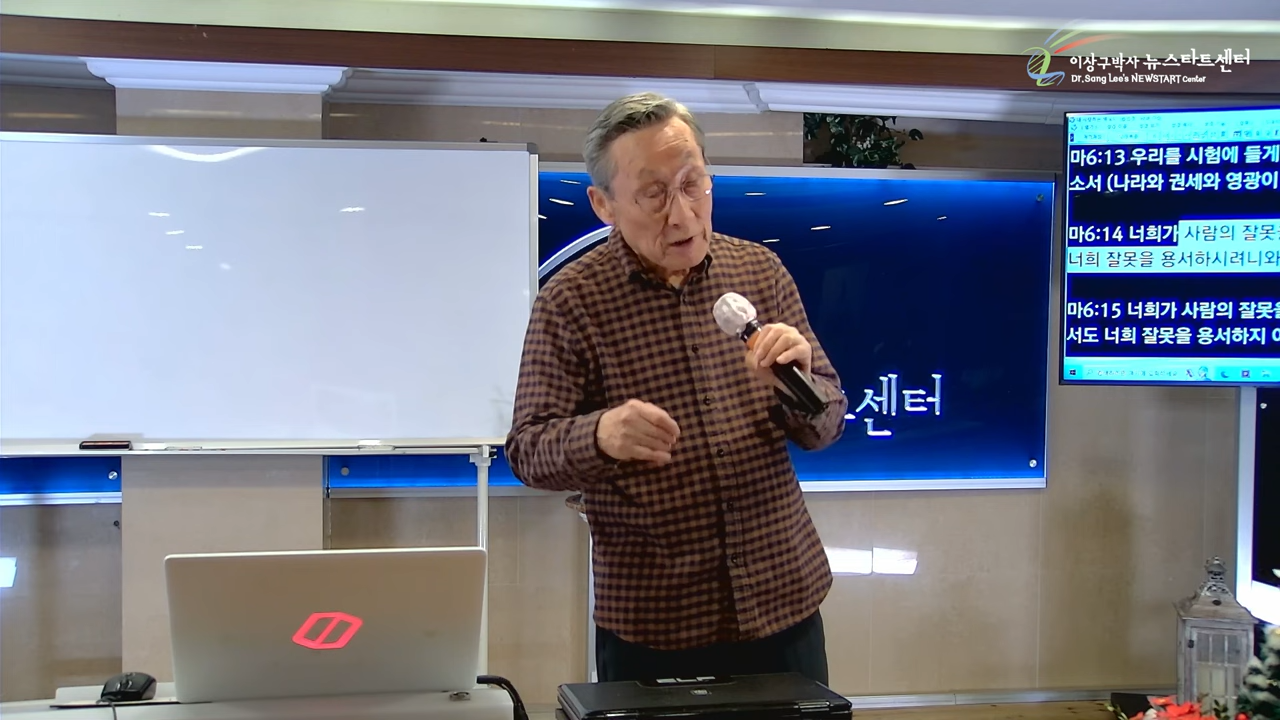 이상구박사 뉴스타트센터
Dr. Sang Lee's NEWSTART Center
마6:13 우리를 시험에 들게
소서 (나라와 권세와 영광이
마6:14 너희가 사람의 잘못
너희 잘못을 용서하시려니와
마6:15 너희가 사람의 잘못을
서도 너희 잘못을 용서하지
센터